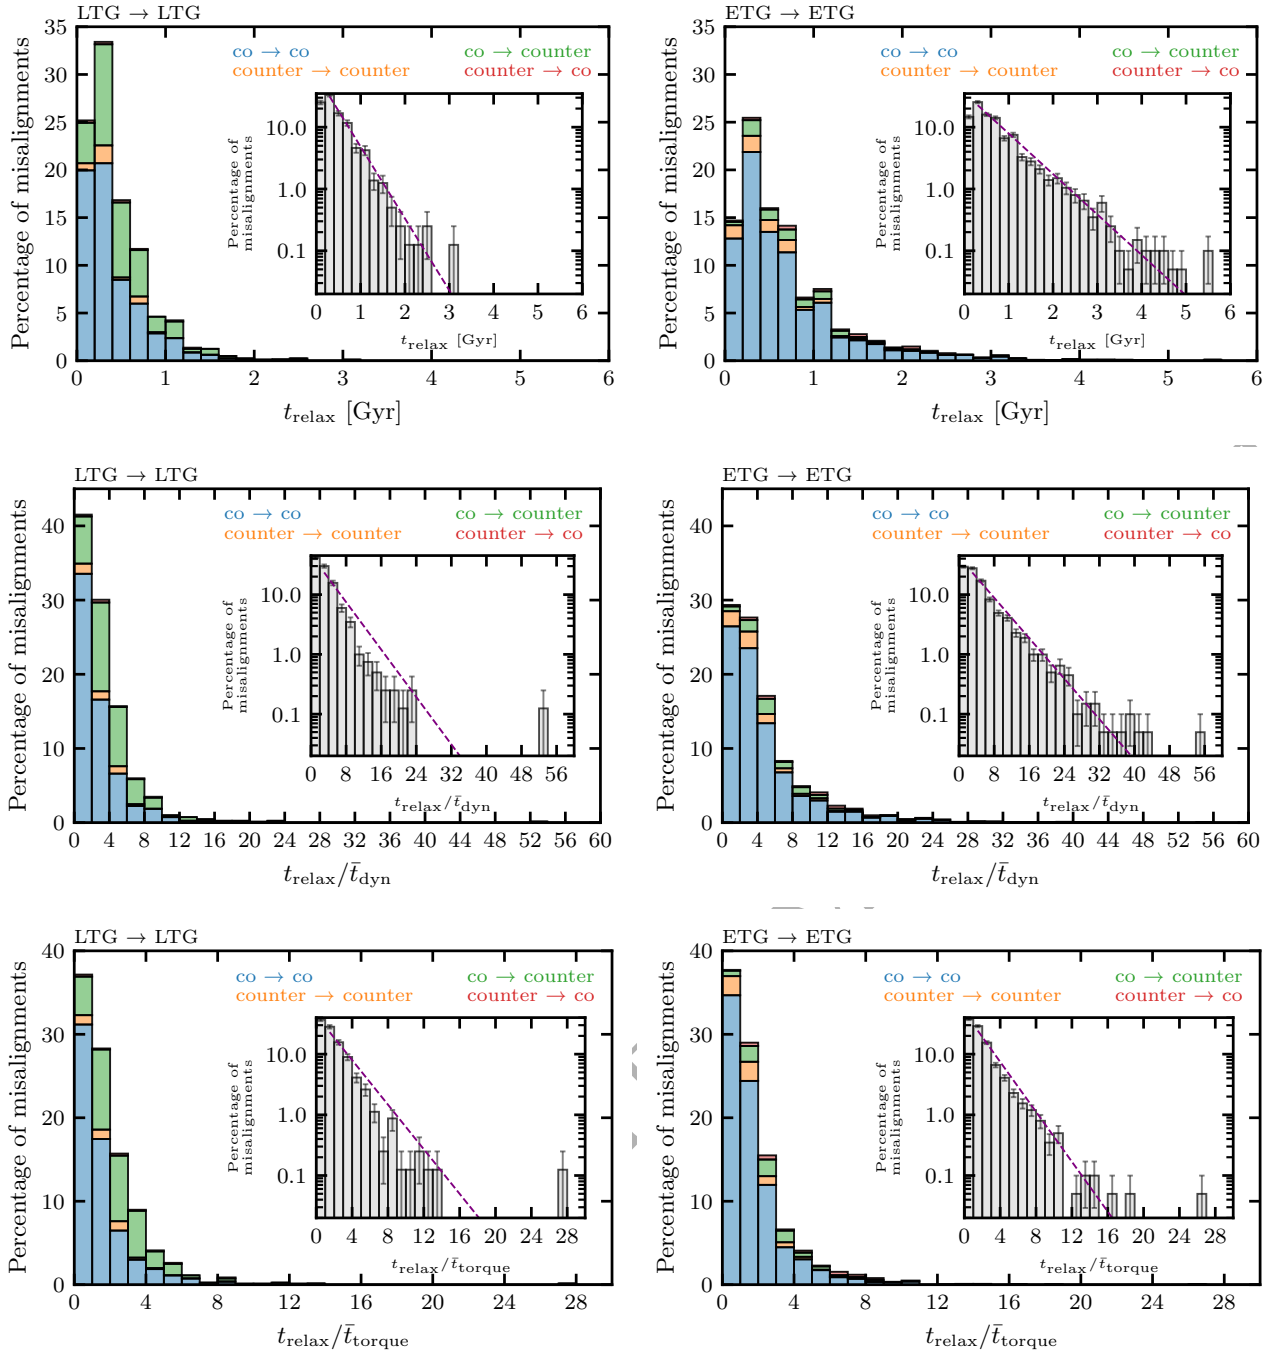 LTG → LTG
co → co
co → counter
counter → counter
counter → co
Percentage of misalignments
35
30
25
20
15
10
5
0
0 1 2 3 4 5 6
t_relax [Gyr]
Percentage of
misalignments
10.0
1.0
0.1
0 1 2 3 4 5 6
t_relax [Gyr]
ETG → ETG
co → co
co → counter
counter → counter
counter → co
Percentage of misalignments
35
30
25
20
15
10
5
0
0 1 2 3 4 5 6
t_relax [Gyr]
Percentage of
misalignments
10.0
1.0
0.1
0 1 2 3 4 5 6
t_relax [Gyr]
LTG → LTG
co → co
co → counter
counter → counter
counter → co
Percentage of misalignments
40
30
20
10
0
0 4 8 12 16 20 24 28 32 36 40 44 48 52 56 60
t_relax/t̄_dyn
Percentage of
misalignments
10.0
1.0
0.1
0 8 16 24 32 40 48 56
t_relax/t̄_dyn
ETG → ETG
co → co
co → counter
counter → counter
counter → co
Percentage of misalignments
40
30
20
10
0
0 4 8 12 16 20 24 28 32 36 40 44 48 52 56 60
t_relax/t̄_dyn
Percentage of
misalignments
10.0
1.0
0.1
0 8 16 24 32 40 48 56
t_relax/t̄_dyn
LTG → LTG
co → co
co → counter
counter → counter
counter → co
Percentage of misalignments
40
30
20
10
0
0 4 8 12 16 20 24 28
t_relax/t̄_torque
Percentage of
misalignments
10.0
1.0
0.1
0 4 8 12 16 20 24 28
t_relax/t̄_torque
ETG → ETG
co → co
co → counter
counter → counter
counter → co
Percentage of misalignments
40
30
20
10
0
0 4 8 12 16 20 24 28
t_relax/t̄_torque
Percentage of
misalignments
10.0
1.0
0.1
0 4 8 12 16 20 24 28
t_relax/t̄_torque